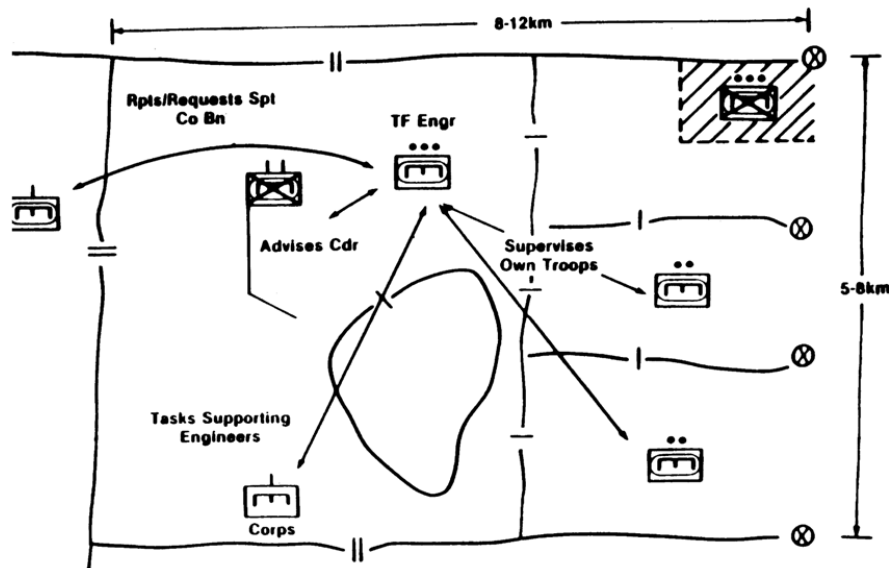 8-12km
Rpts/Requests Spt
Co Bn
TF Engr
Advises Cdr
Supervises
Own Troops
5-8km
Tasks Supporting
Engineers
Corps